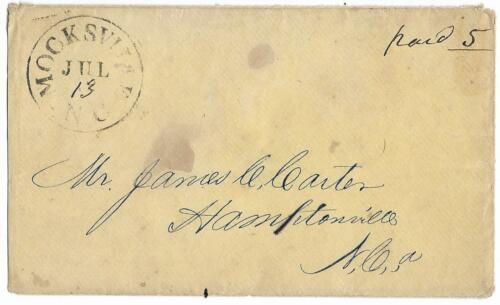 MOCKSVILLE N.C
JUL
13
paid 5
Mr. James C, Carter
Hamptonville
N, C, a